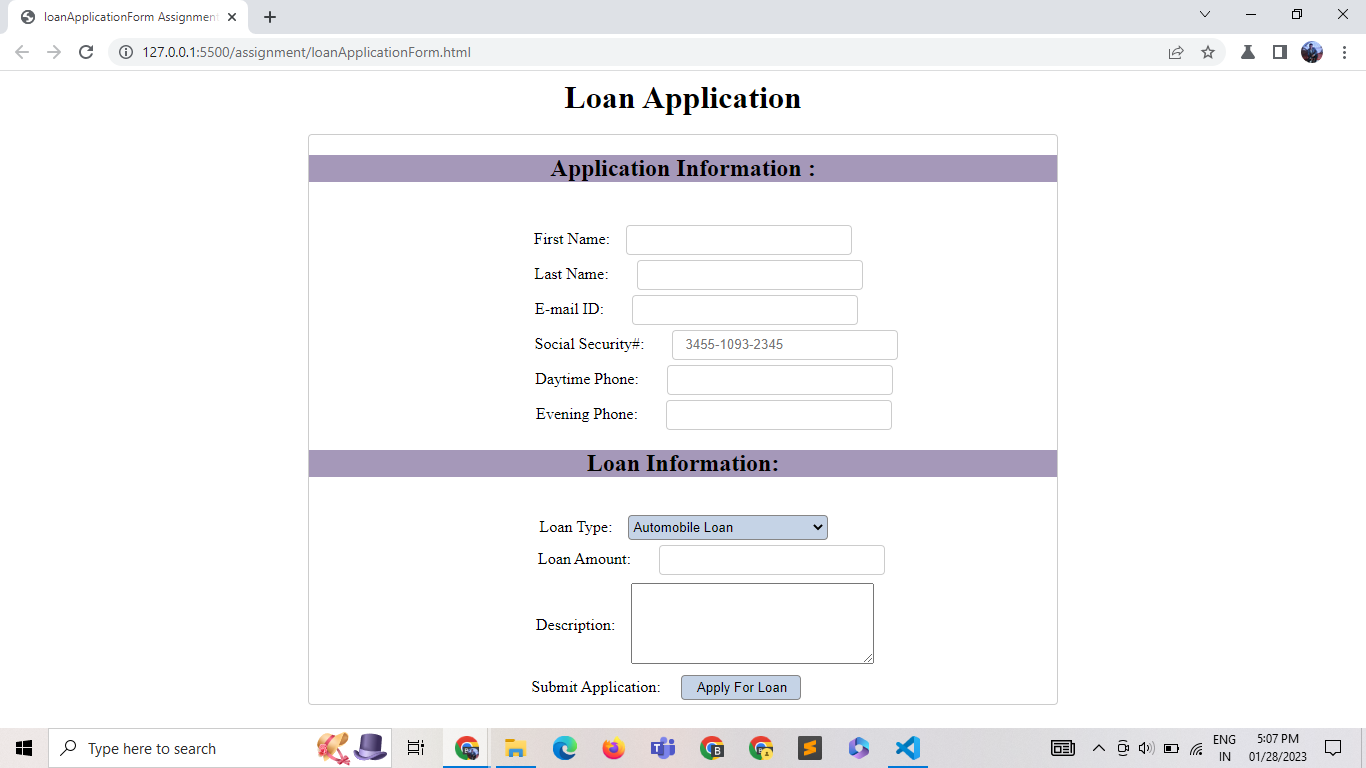 loanApplicationForm Assignment
127.0.0.1:5500/assignment/loanApplicationForm.html
Loan Application
Application Information :
First Name:
Last Name:
E-mail ID:
Social Security#: 3455-1093-2345
Daytime Phone:
Evening Phone:
Loan Information:
Loan Type: Automobile Loan
Loan Amount:
Description:
Submit Application: Apply For Loan
Type here to search
ENG
IN
5:07 PM
01/28/2023